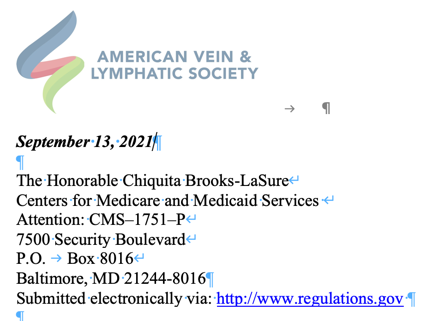 AMERICAN VEIN &
LYMPHATIC SOCIETY
September 13, 2021
The Honorable Chiquita Brooks-LaSure
Centers for Medicare and Medicaid Services
Attention: CMS–1751–P
7500 Security Boulevard
P.O. Box 8016
Baltimore, MD 21244-8016
Submitted electronically via: http://www.regulations.gov